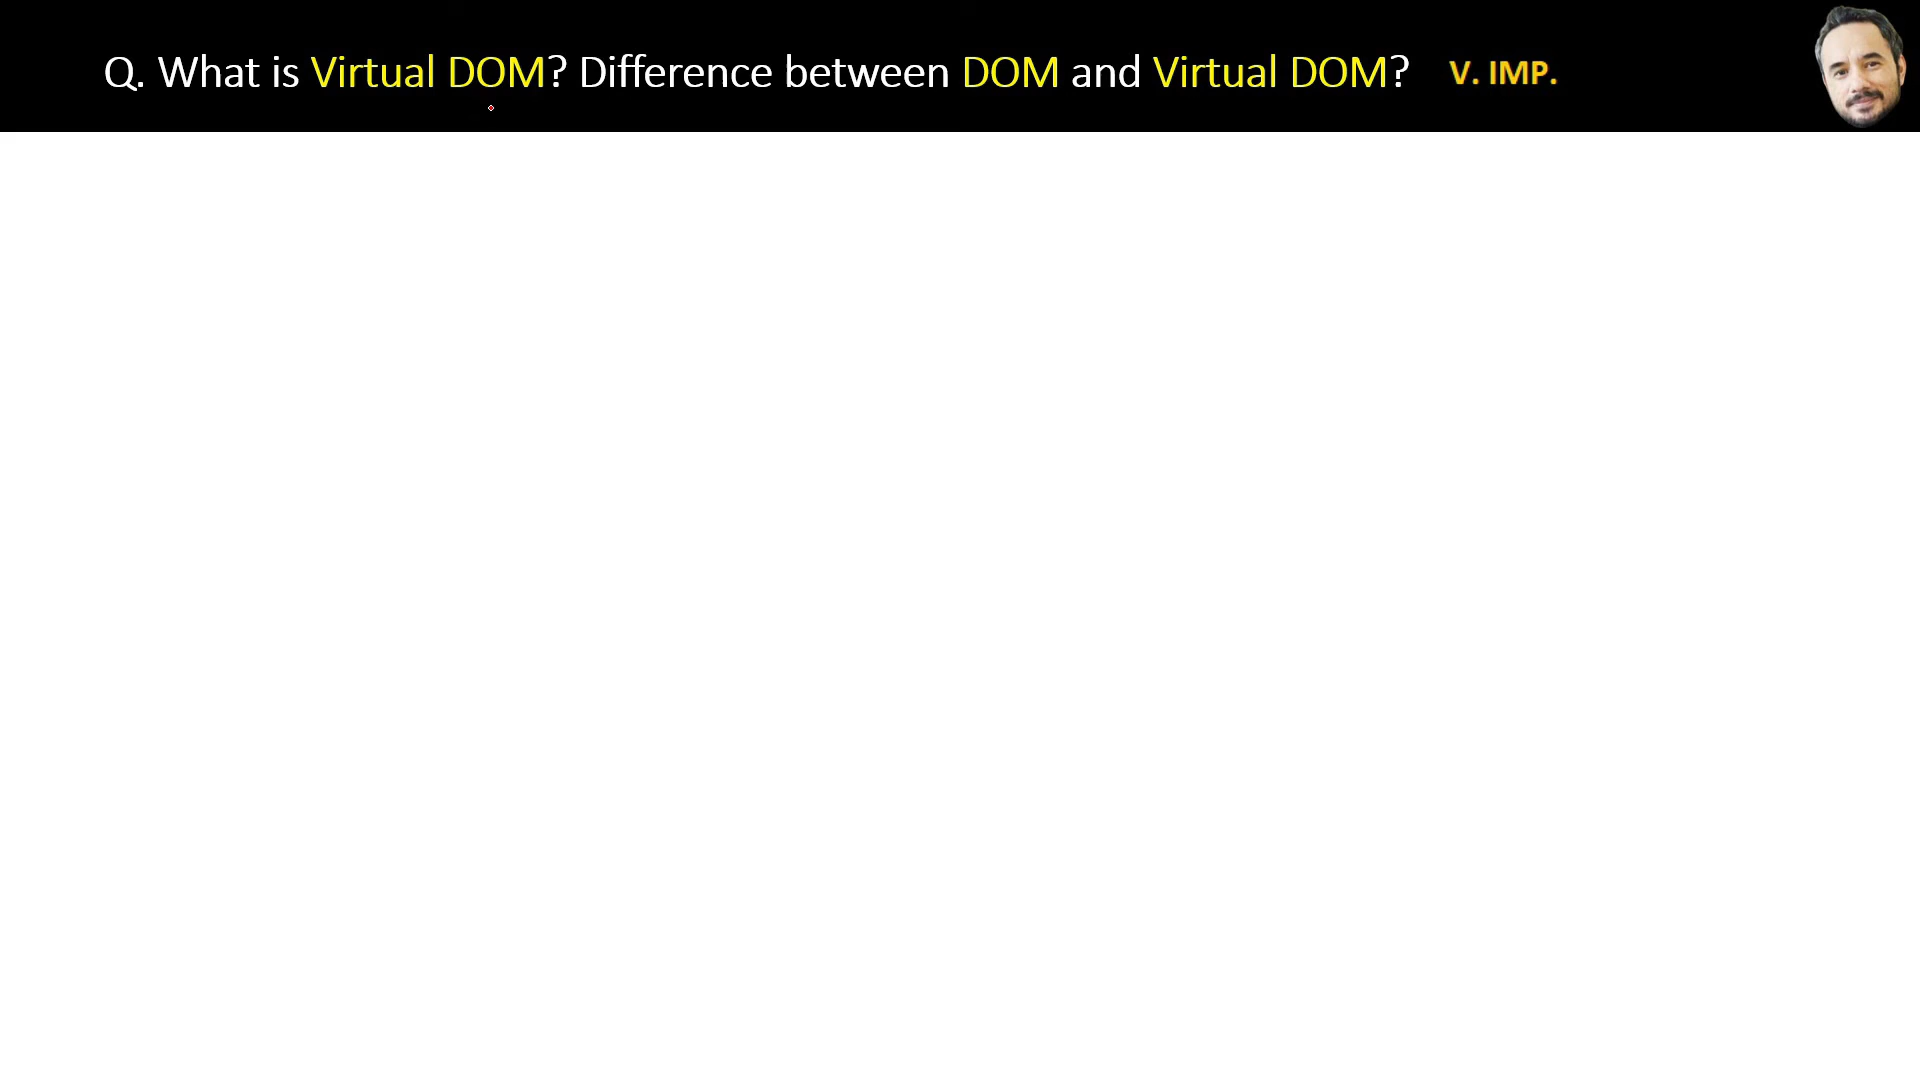 Q. What is Virtual DOM? Difference between DOM and Virtual DOM? V. IMP.